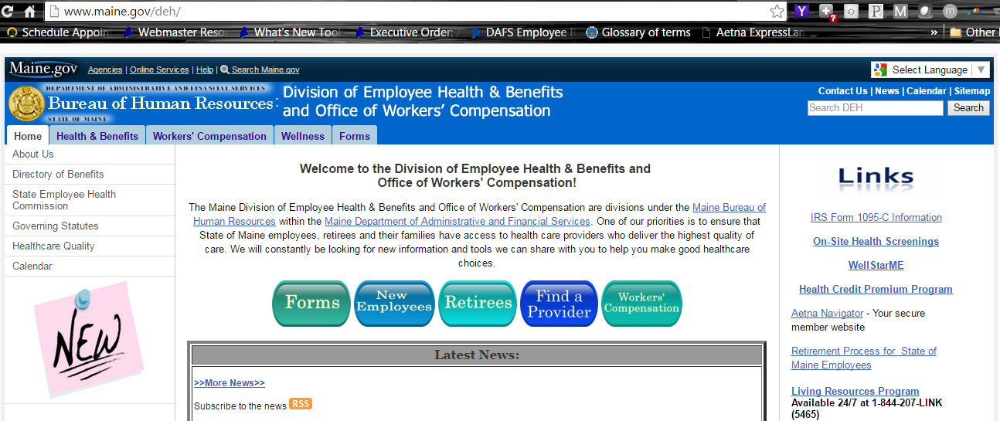 www.maine.gov/deh/
Schedule Appoin
Webmaster Reso
What's New Tool
Executive Order:
DAFS Employee
Glossary of terms
Aetna ExpressLan
»
Other
Maine.gov
Agencies | Online Services | Help | Search Maine.gov
Select Language ▼
DEPARTMENT OF ADMINISTRATIVE AND FINANCIAL SERVICES
Bureau of Human Resources:
STATE OF MAINE
Division of Employee Health & Benefits
and Office of Workers' Compensation
Contact Us | News | Calendar | Sitemap
Search DEH
Search
Home
Health & Benefits
Workers' Compensation
Wellness
Forms
About Us
Directory of Benefits
State Employee Health
Commission
Governing Statutes
Healthcare Quality
Calendar
NEW
Welcome to the Division of Employee Health & Benefits and
Office of Workers' Compensation!
The Maine Division of Employee Health & Benefits and Office of Workers' Compensation are divisions under the Maine Bureau of
Human Resources within the Maine Department of Administrative and Financial Services. One of our priorities is to ensure that
State of Maine employees, retirees and their families have access to health care providers who deliver the highest quality of
care. We will constantly be looking for new information and tools we can share with you to help you make good healthcare
choices.
Forms
New
Employees
Retirees
Find a
Provider
Workers'
Compensation
Latest News:
>>More News>>
Subscribe to the news RSS
Links
IRS Form 1095-C Information
On-Site Health Screenings
WellStarME
Health Credit Premium Program
Aetna Navigator - Your secure
member website
Retirement Process for State of
Maine Employees
Living Resources Program
Available 24/7 at 1-844-207-LINK
(5465)